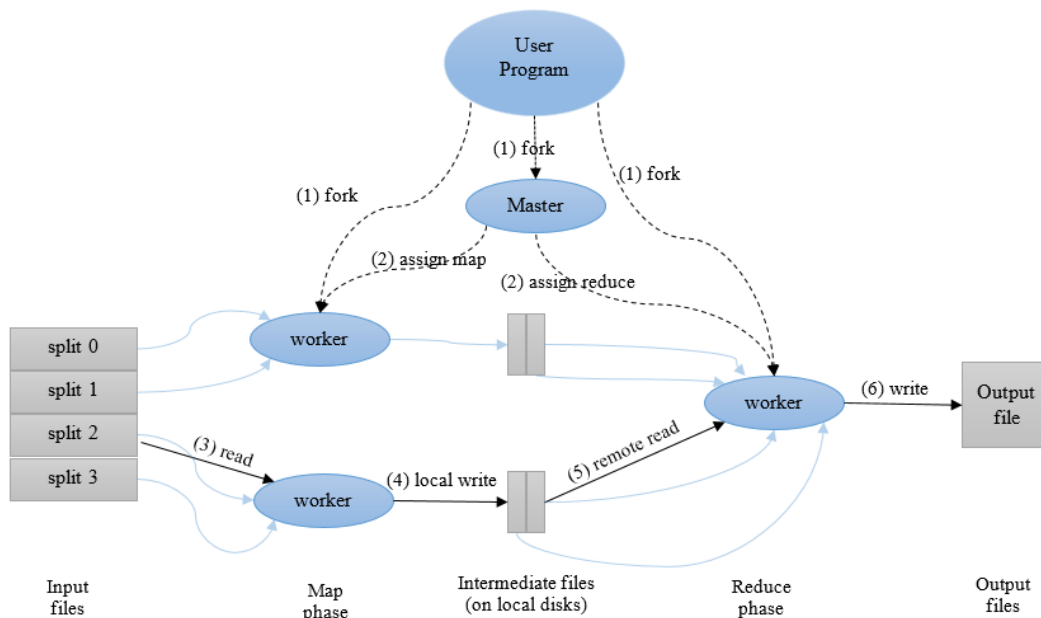 User
Program
(1) fork
(1) fork
(1) fork
Master
(2) assign map
(2) assign reduce
worker
split 0
split 1
split 2
split 3
(3) read
worker
(4) local write
(5) remote read
worker
(6) write
Output
file
Input
files
Map
phase
Intermediate files
(on local disks)
Reduce
phase
Output
files